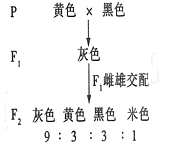 P 黄色 × 黑色
F₁ 灰色
F₁雌雄交配
F₂ 灰色 黄色 黑色 米色
9 : 3 : 3 : 1